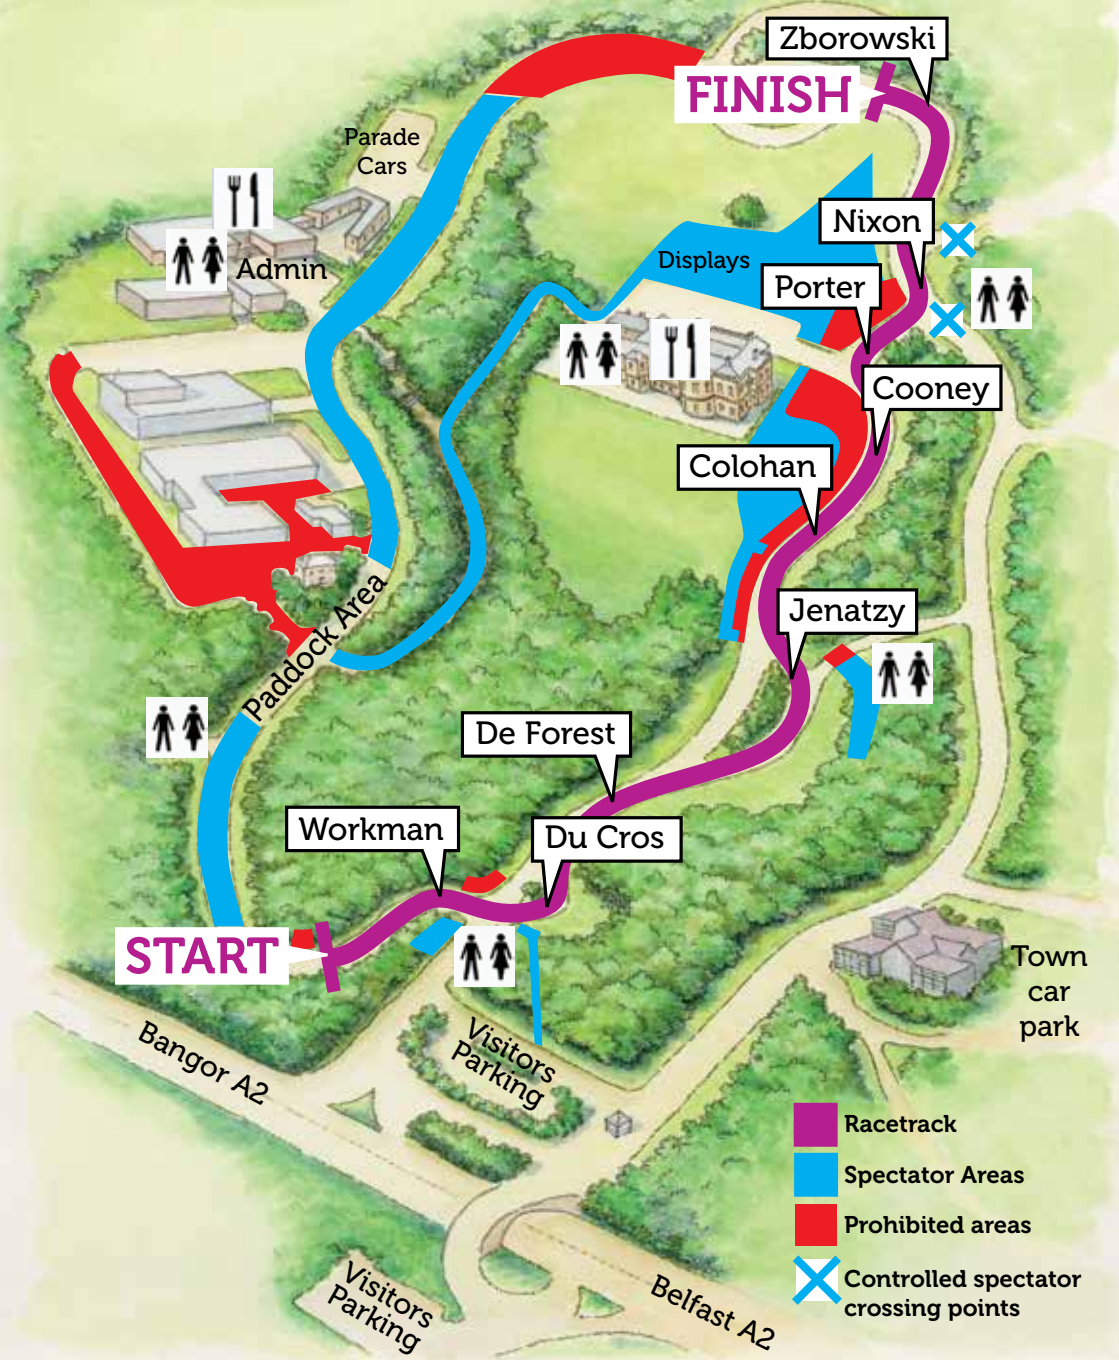 Zborowski
FINISH
Parade
Cars
Nixon
Admin
Displays
Porter
Cooney
Colohan
Jenatzy
Paddock Area
De Forest
Workman
Du Cros
START
Town
car
park
Visitors
Parking
Bangor A2
Racetrack
Spectator Areas
Prohibited areas
Controlled spectator
crossing points
Visitors
Parking
Belfast A2